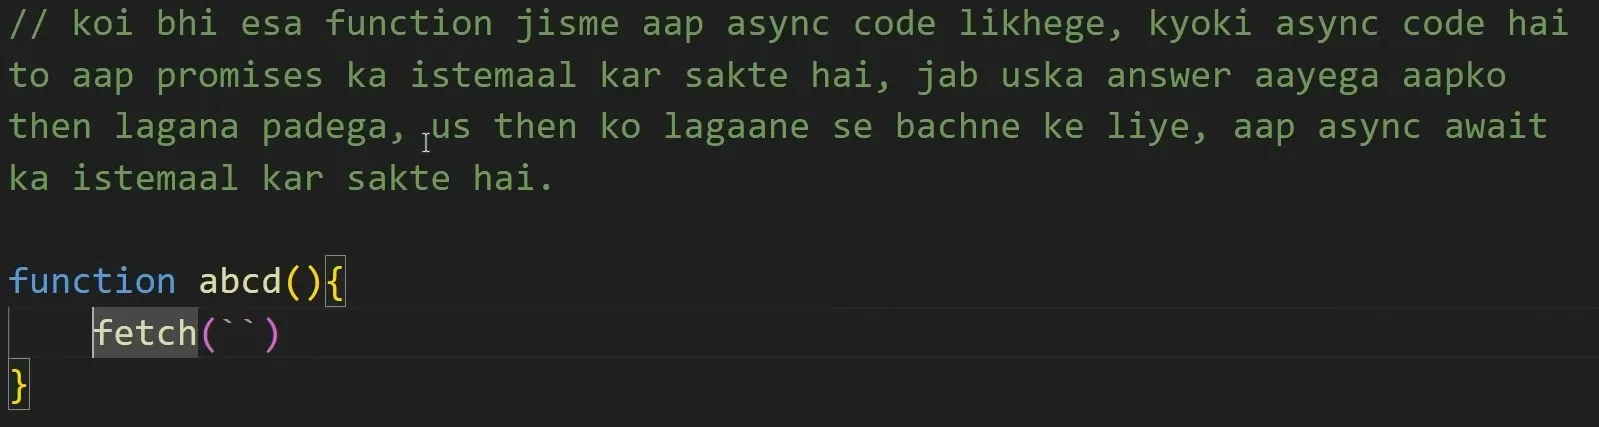 // koi bhi esa function jisme aap async code likhege, kyoki async code hai
to aap promises ka istemaal kar sakte hai, jab uska answer aayega aapko
then lagana padega, us then ko lagaane se bachne ke liye, aap async await
ka istemaal kar sakte hai.
function abcd(){
    fetch(``)
}